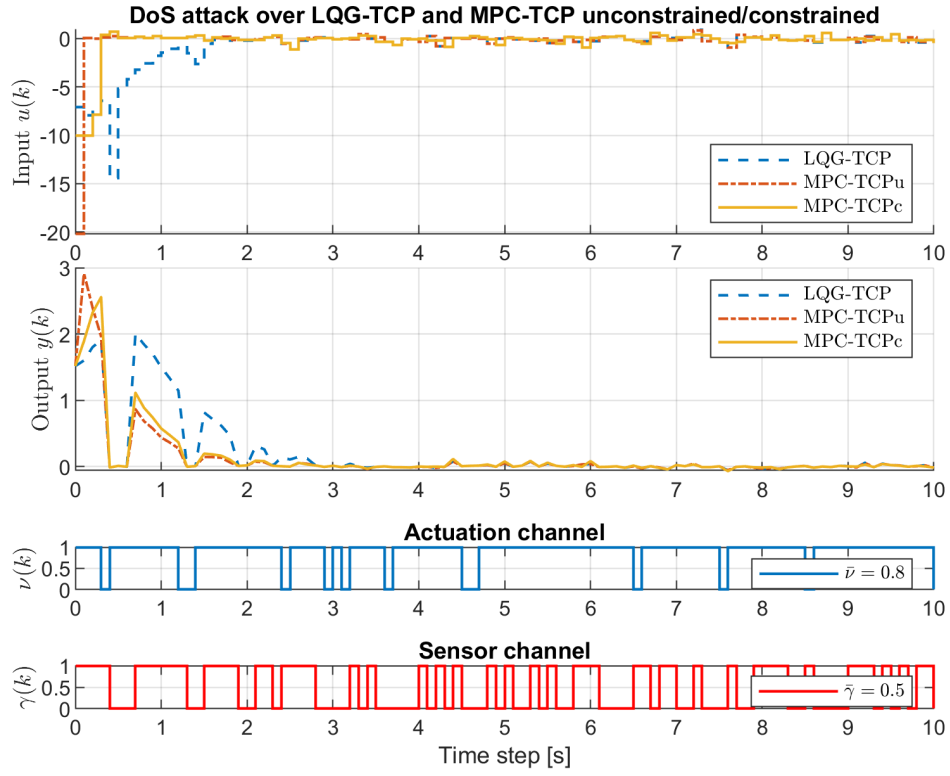 DoS attack over LQG-TCP and MPC-TCP unconstrained/constrained
Input u(k)
0
-5
-10
-15
-20
LQG-TCP
MPC-TCPu
MPC-TCPc
0 1 2 3 4 5 6 7 8 9 10
Output y(k)
3
2
1
0
LQG-TCP
MPC-TCPu
MPC-TCPc
0 1 2 3 4 5 6 7 8 9 10
Actuation channel
ν(k)
1
0.5
0
ν̄ = 0.8
0 1 2 3 4 5 6 7 8 9 10
Sensor channel
γ(k
1
0.5
0
γ̄ = 0.5
0 1 2 3 4 5 6 7 8 9 10
Time step [s]